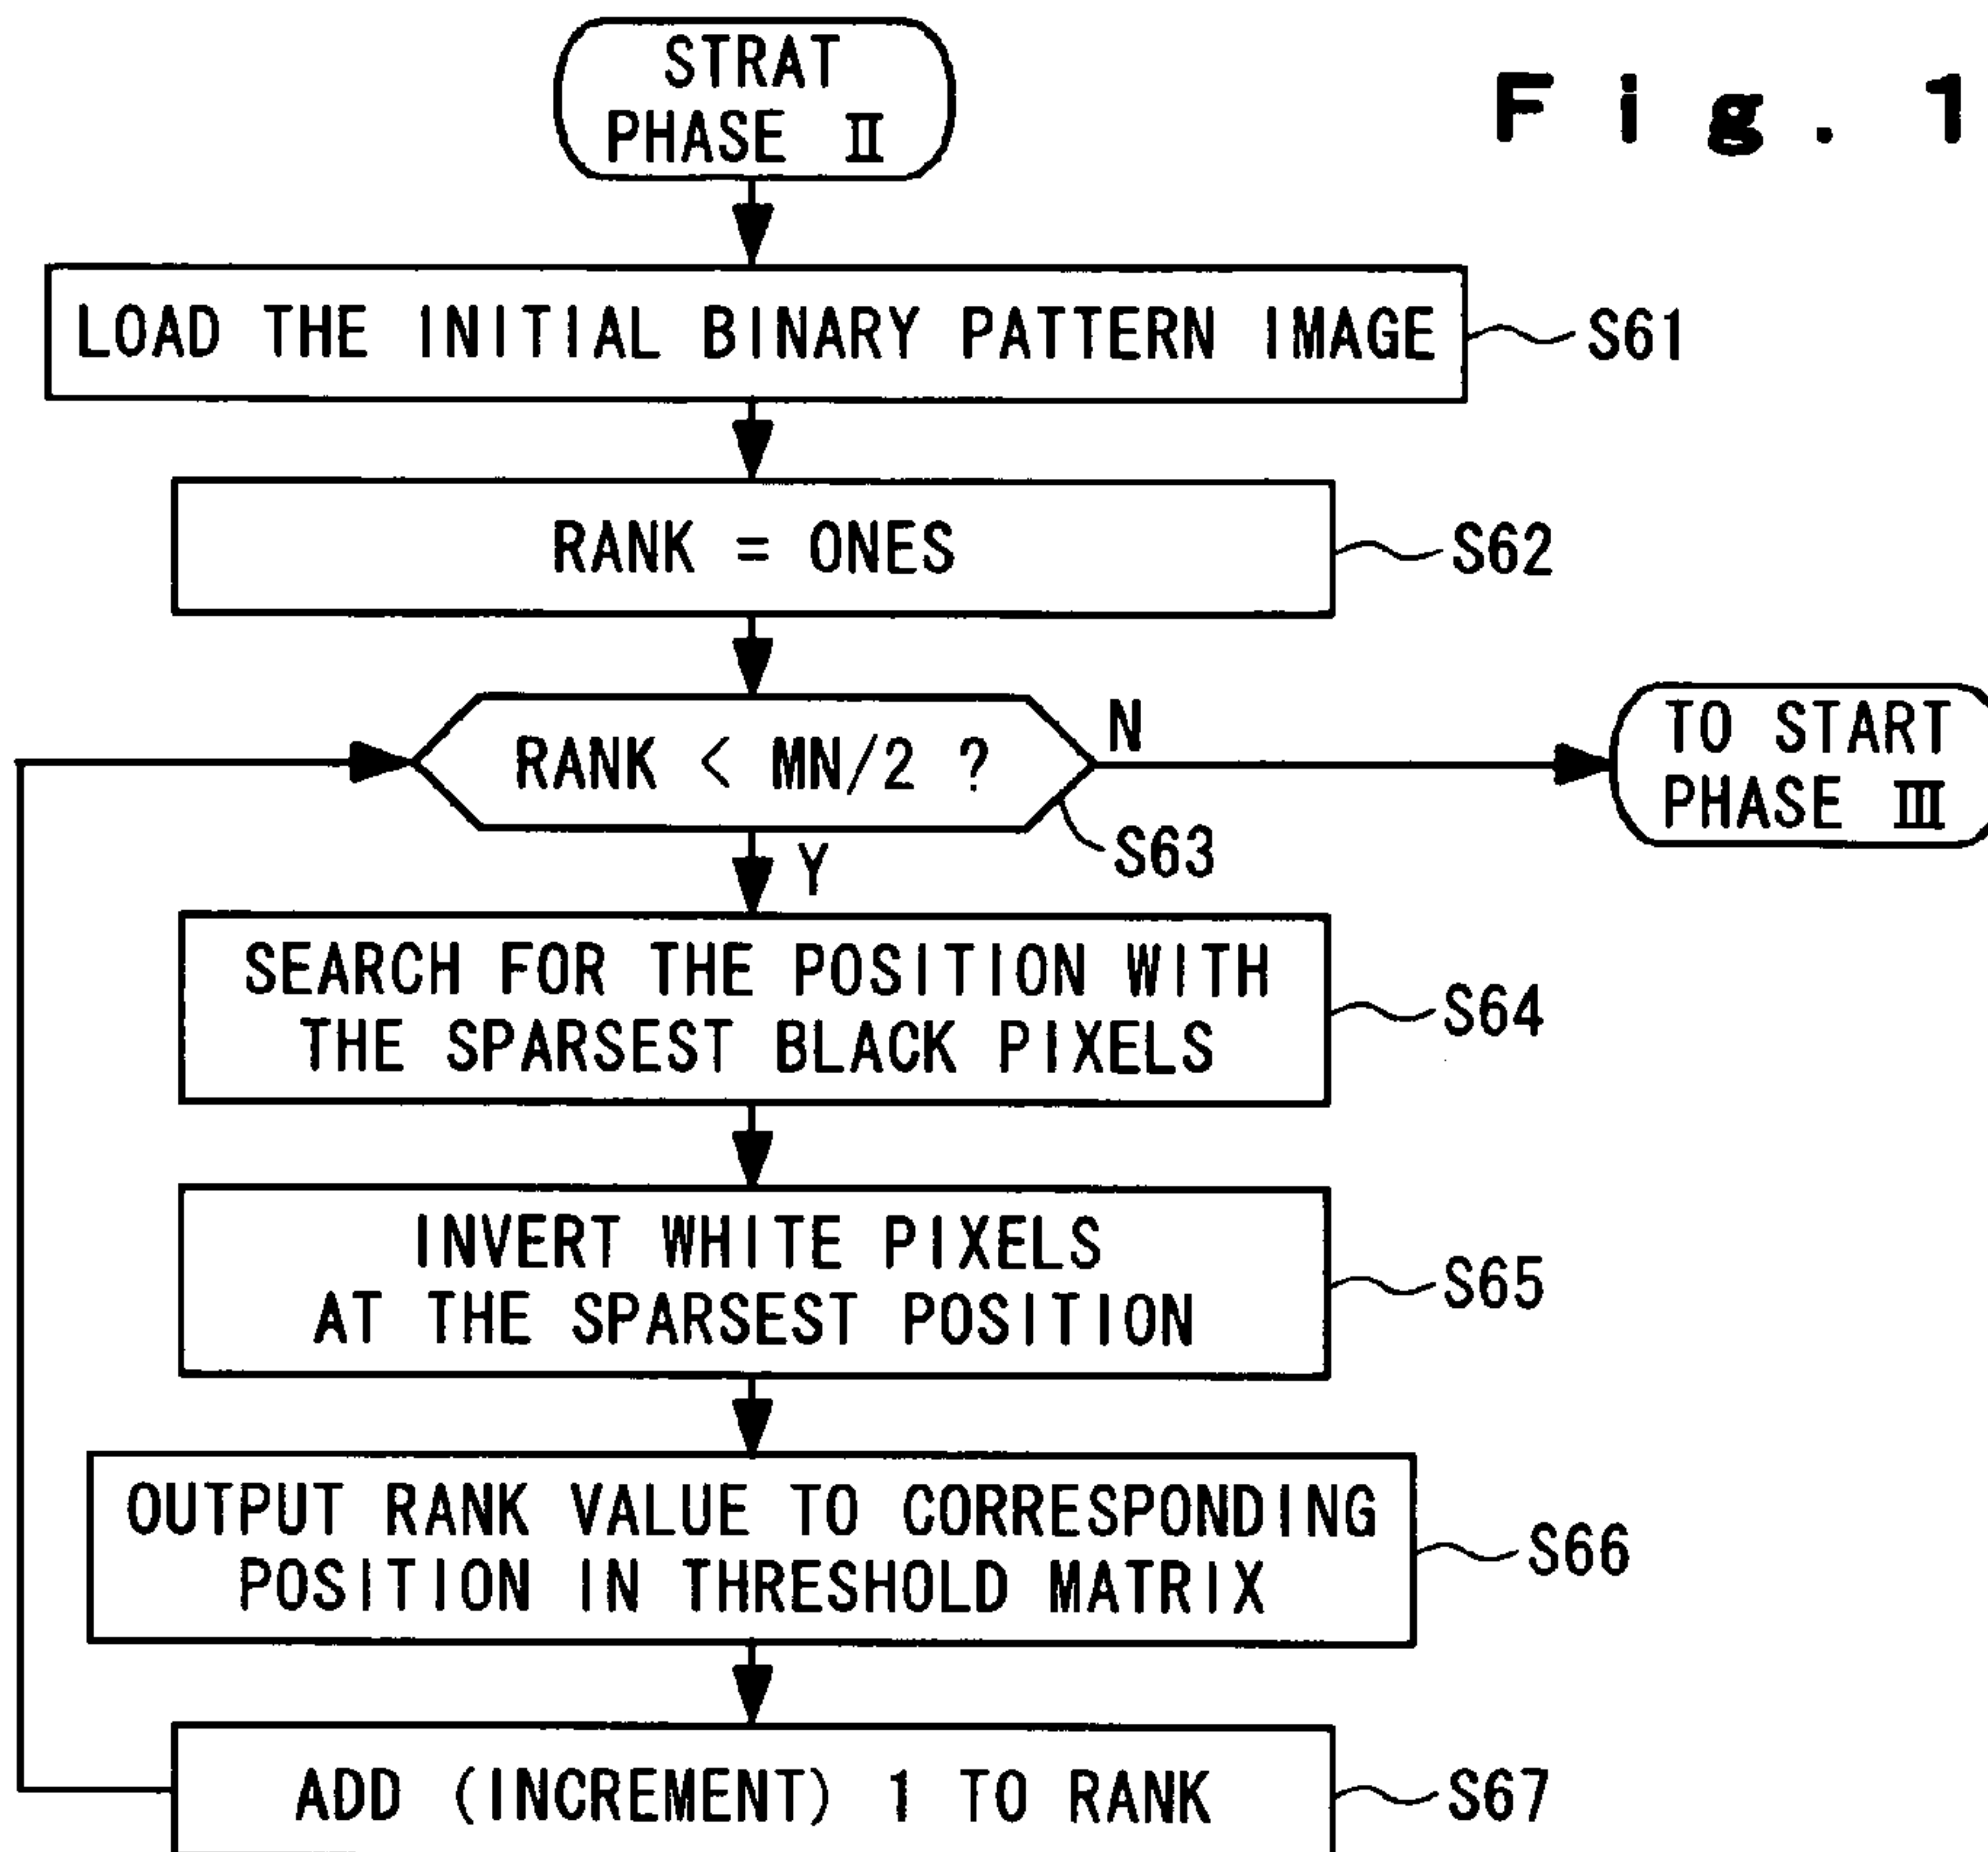 STRAT
PHASE II
Fig. 1
LOAD THE INITIAL BINARY PATTERN IMAGE
S61
RANK = ONES
S62
RANK < MN/2 ?
N
TO START
PHASE III
S63
Y
SEARCH FOR THE POSITION WITH
THE SPARSEST BLACK PIXELS
S64
INVERT WHITE PIXELS
AT THE SPARSEST POSITION
S65
OUTPUT RANK VALUE TO CORRESPONDING
POSITION IN THRESHOLD MATRIX
S66
ADD (INCREMENT) 1 TO RANK
S67